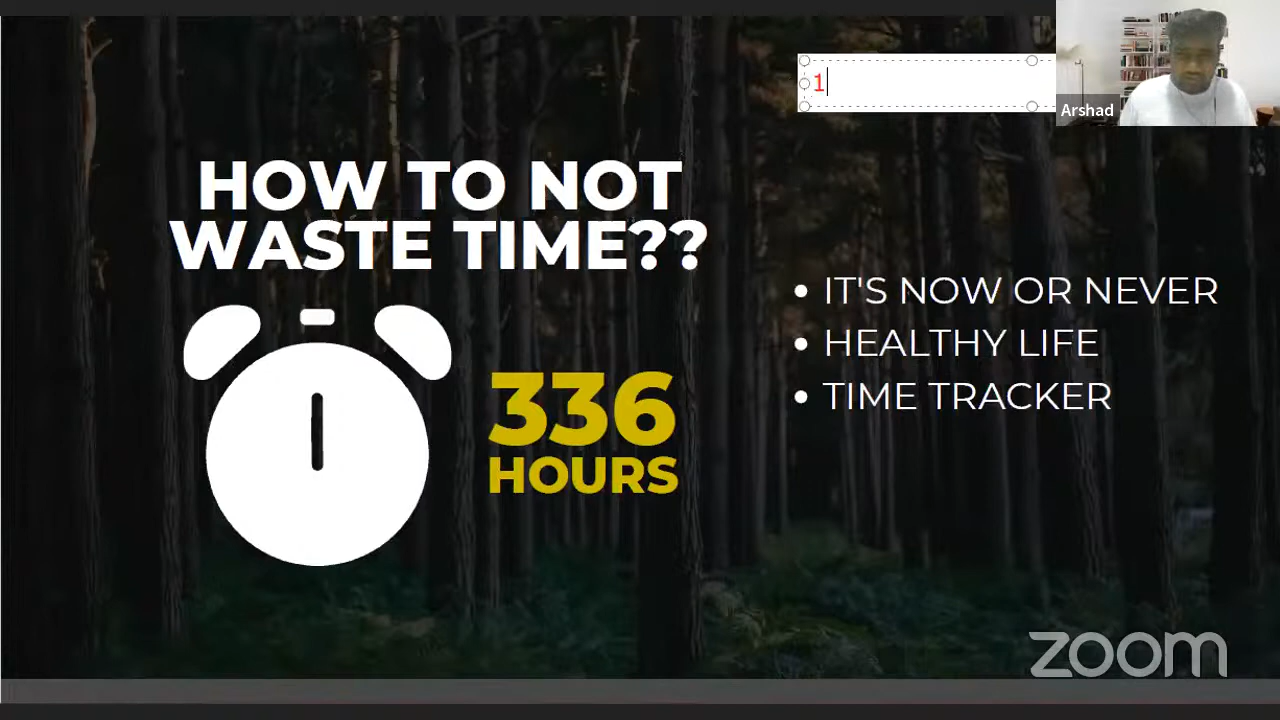 1
Arshad
HOW TO NOT
WASTE TIME??
336
HOURS
IT'S NOW OR NEVER
HEALTHY LIFE
TIME TRACKER
zoom